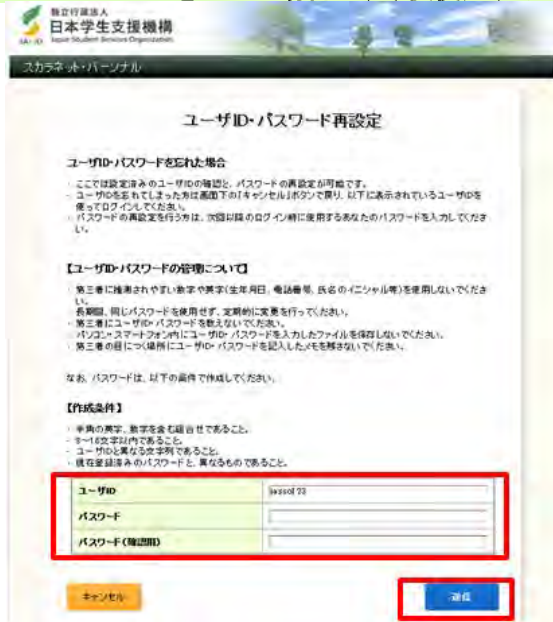 独立行政法人
日本学生支援機構
Japan Student Services Organization
スカラネット・パーソナル
ユーザID・パスワード再設定
ユーザID・パスワードを忘れた場合
・ここでは設定済みのユーザIDの確認と、パスワードの再設定が可能です。
・ユーザIDを忘れてしまった方は画面下の「キャンセル」ボタンで戻り、以下に表示されているユーザIDを
使ってログインしてください。
・パスワードの再設定を行う方は、次回以降のログイン時に使用するあなたのパスワードを入力してくださ
い。
【ユーザID・パスワードの管理について】
・第三者に推測されやすい数字や英字(生年月日、電話番号、氏名のイニシャル等)を使用しないでくださ
い。
・長期間、同じパスワードを使用せず、定期的に変更を行ってください。
・第三者にユーザID・パスワードを教えないでください。
・パソコン・スマートフォン内にユーザID・パスワードを入力したファイルを保存しないでください。
・第三者の目につく場所にユーザID・パスワードを記入したメモを残さないでください。
なお、パスワードは、以下の条件で作成してください。
【作成条件】
・半角の英字、数字を含む組合せであること。
・ユーザIDと異なる文字列であること。
・現在登録済みのパスワードと、異なるものであること。
ユーザID
パスワード
パスワード(確認用)
キャンセル 送信